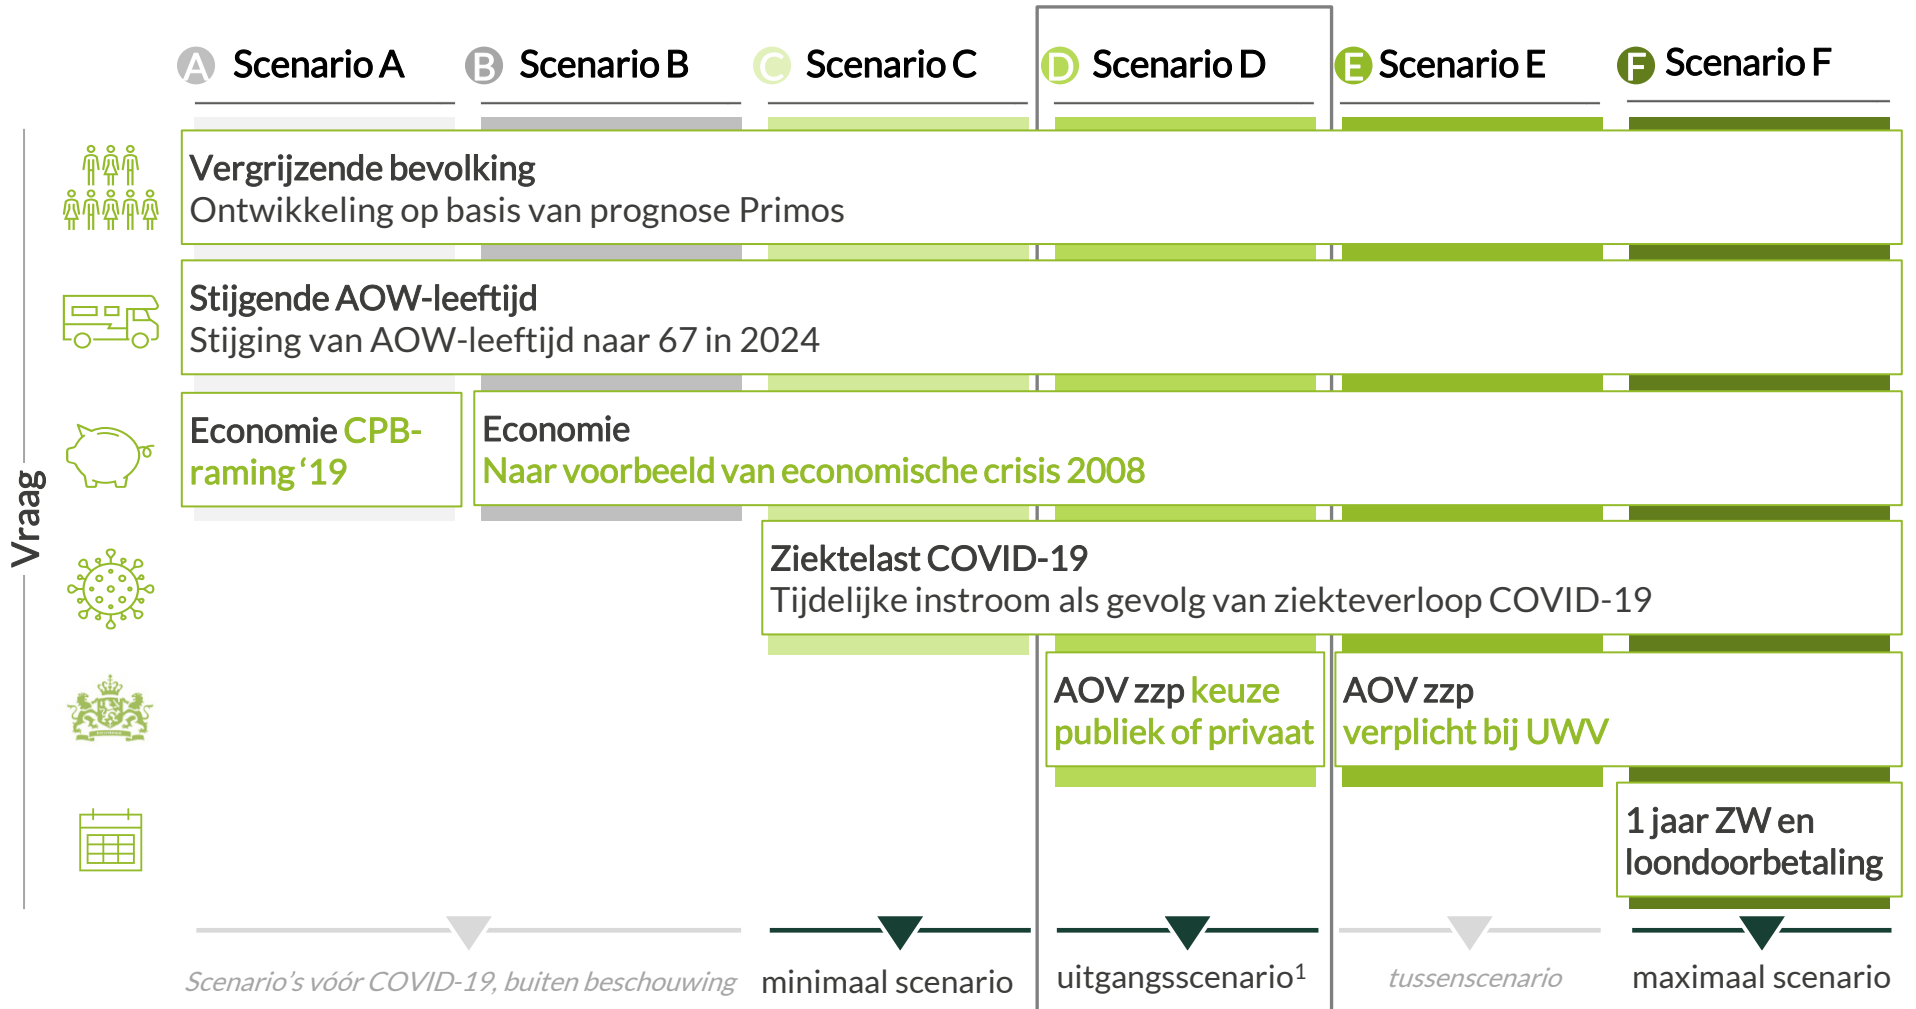 A Scenario A
B Scenario B
C Scenario C
D Scenario D
E Scenario E
F Scenario F
Vraag
Vergrijzende bevolking
Ontwikkeling op basis van prognose Primos
Stijgende AOW-leeftijd
Stijging van AOW-leeftijd naar 67 in 2024
Economie CPB-
raming ‘19
Economie
Naar voorbeeld van economische crisis 2008
Ziektelast COVID-19
Tijdelijke instroom als gevolg van ziekteverloop COVID-19
AOV zzp keuze
publiek of privaat
AOV zzp
verplicht bij UWV
1 jaar ZW en
loondoorbetaling
Scenario's vóór COVID-19, buiten beschouwing
minimaal scenario
uitgangsscenario¹
tussenscenario
maximaal scenario